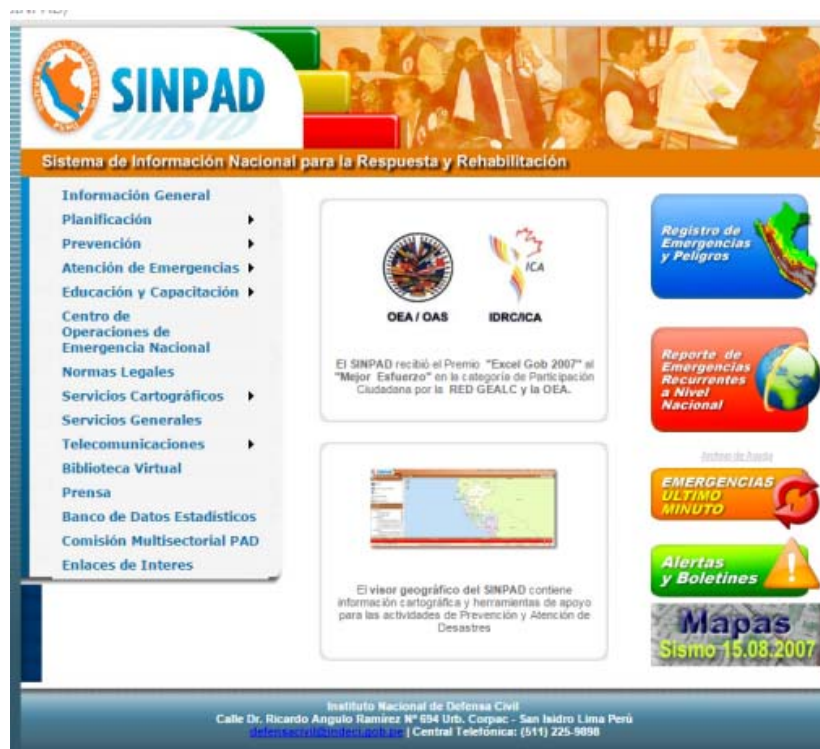 SINPAD
Sistema de Información Nacional para la Respuesta y Rehabilitación
Información General
Planificación
Prevención
Atención de Emergencias
Educación y Capacitación
Centro de
Operaciones de
Emergencia Nacional
Normas Legales
Servicios Cartográficos
Servicios Generales
Telecomunicaciones
Biblioteca Virtual
Prensa
Banco de Datos Estadísticos
Comisión Multisectorial PAD
Enlaces de Interes
ICA
OEA / OAS
IDRC/ICA
El SINPAD recibió el Premio "Excel Gob 2007" al
"Mejor Esfuerzo" en la categoría de Participación
Ciudadana por la RED GEALC y la OEA.
El visor geográfico del SINPAD contiene
información cartográfica y herramientas de apoyo
para las actividades de Prevención y Atención de
Desastres
Registro de
Emergencias
y Peligros
Reporte de
Emergencias
Recurrentes
a Nivel
Nacional
Archivo de Ayuda
EMERGENCIAS
ULTIMO
MINUTO
Alertas
y Boletines
Mapas
Sismo 15.08.2007
Instituto Nacional de Defensa Civil
Calle Dr. Ricardo Angulo Ramírez Nº 694 Urb. Corpac - San Isidro Lima Perú
defensacivil@indeci.gob.pe | Central Telefónica: (511) 225-9898